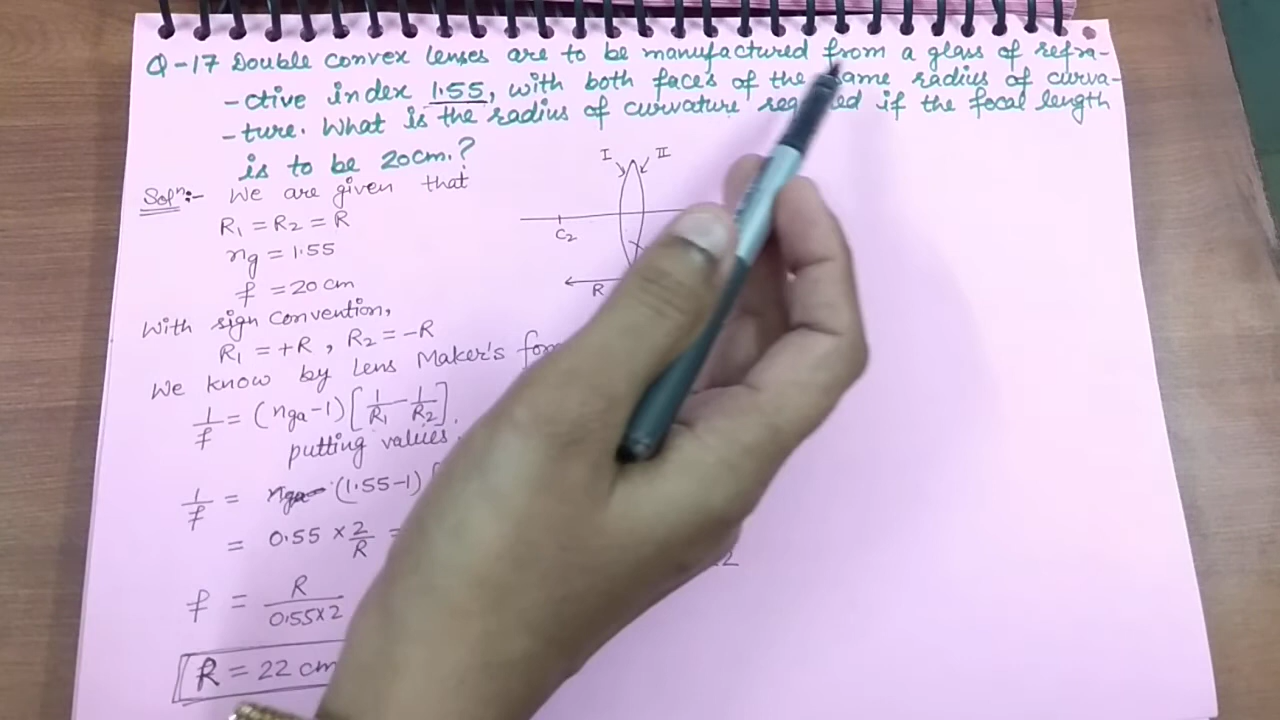 Q-17 Double convex lenses are to be manufactured from a glass of refra-
-ctive index 1.55, with both faces of the same radius of curva-
-ture. What is the radius of curvature if the focal length
is to be 20cm.?
Solⁿ:- We are given that
I II
R₁ = R₂ = R
ng = 1.55
C₂
f = 20 cm
R
With sign convention,
R₁ = +R , R₂ = -R
We know by Lens Maker's
1/f = (nga-1) [1/R₁ - 1/R₂].
putting values.
1/f = (1.55-1) [
= 0.55 × 2/R =
f = R/0.55×2
R = 22 cm